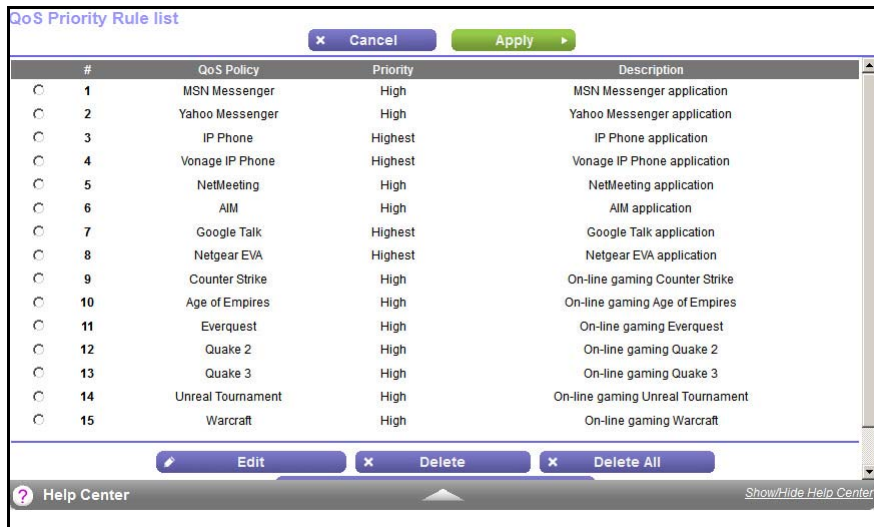 QoS Priority Rule list
Cancel Apply
# QoS Policy Priority Description
1 MSN Messenger High MSN Messenger application
2 Yahoo Messenger High Yahoo Messenger application
3 IP Phone Highest IP Phone application
4 Vonage IP Phone Highest Vonage IP Phone application
5 NetMeeting High NetMeeting application
6 AIM High AIM application
7 Google Talk Highest Google Talk application
8 Netgear EVA Highest Netgear EVA application
9 Counter Strike High On-line gaming Counter Strike
10 Age of Empires High On-line gaming Age of Empires
11 Everquest High On-line gaming Everquest
12 Quake 2 High On-line gaming Quake 2
13 Quake 3 High On-line gaming Quake 3
14 Unreal Tournament High On-line gaming Unreal Tournament
15 Warcraft High On-line gaming Warcraft
Edit Delete Delete All
? Help Center Show/Hide Help Center